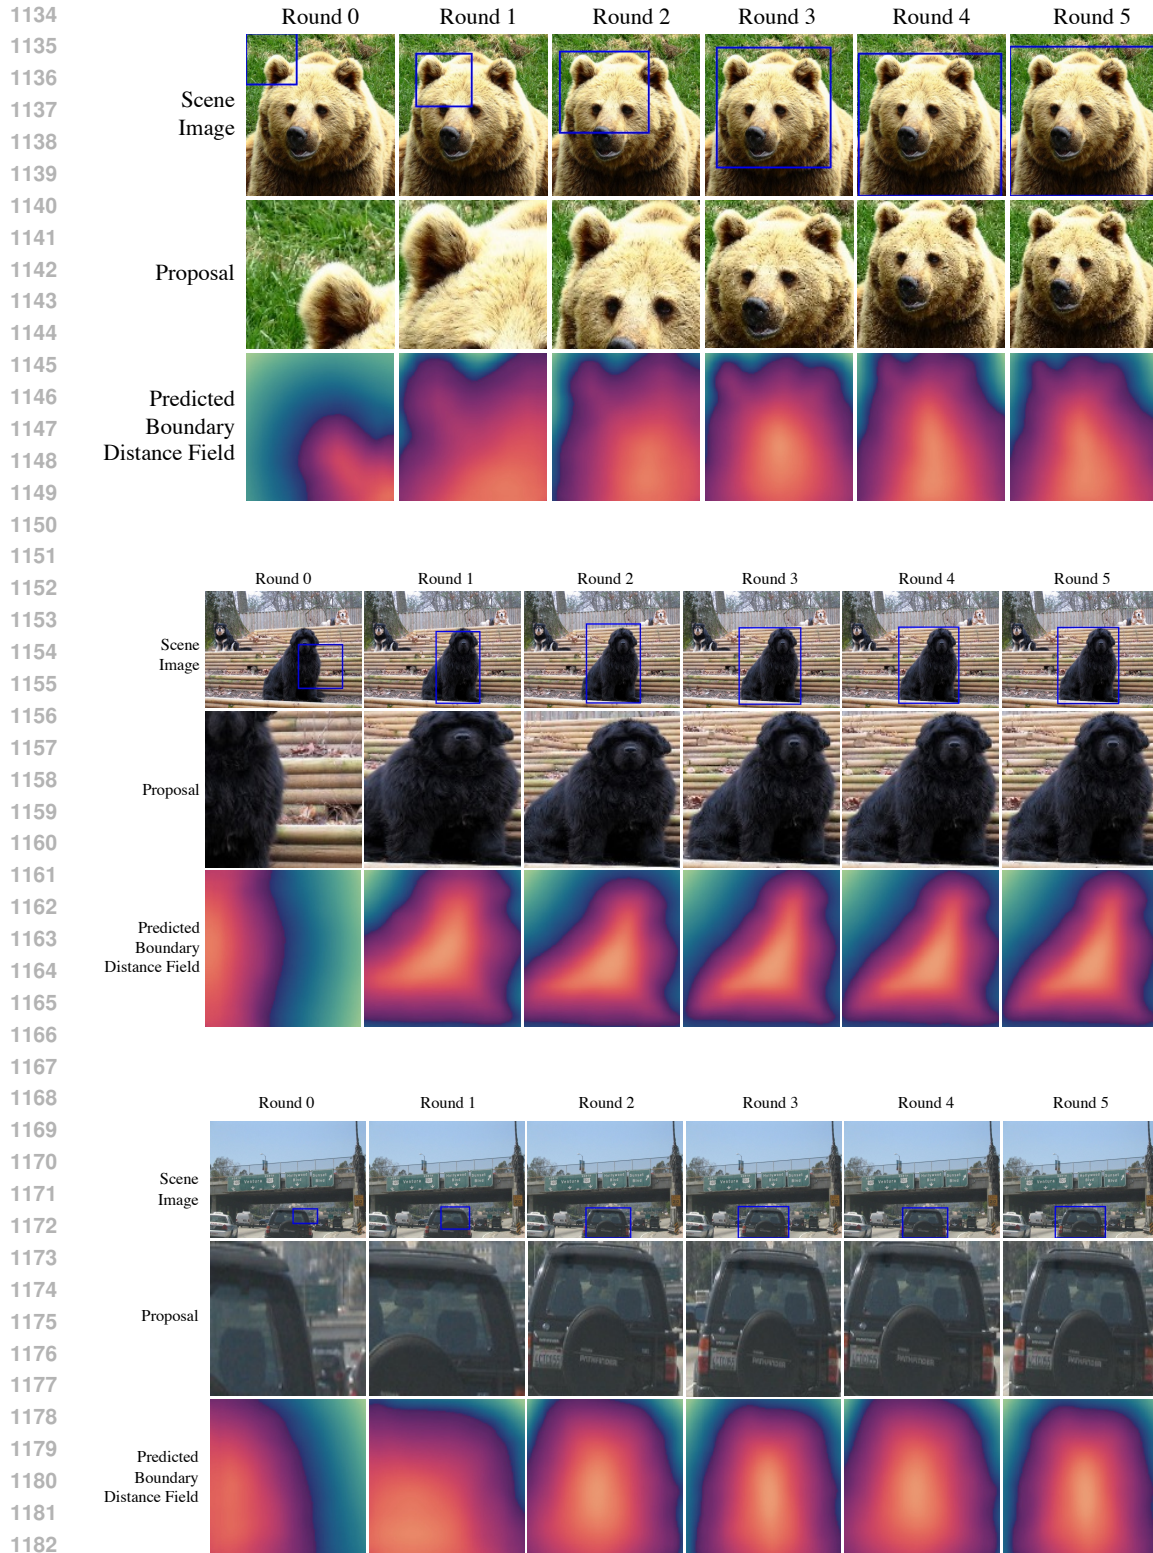 1134
1135
1136
1137
1138
1139
1140
1141
1142
1143
1144
1145
1146
1147
1148
1149
1150
1151
1152
1153
1154
1155
1156
1157
1158
1159
1160
1161
1162
1163
1164
1165
1166
1167
1168
1169
1170
1171
1172
1173
1174
1175
1176
1177
1178
1179
1180
1181
1182
Round 0 Round 1 Round 2 Round 3 Round 4 Round 5
Scene
Image
Proposal
Predicted
Boundary
Distance Field
Round 0 Round 1 Round 2 Round 3 Round 4 Round 5
Scene
Image
Proposal
Predicted
Boundary
Distance Field
Round 0 Round 1 Round 2 Round 3 Round 4 Round 5
Scene
Image
Ventura
Proposal
Predicted
Boundary
Distance Field